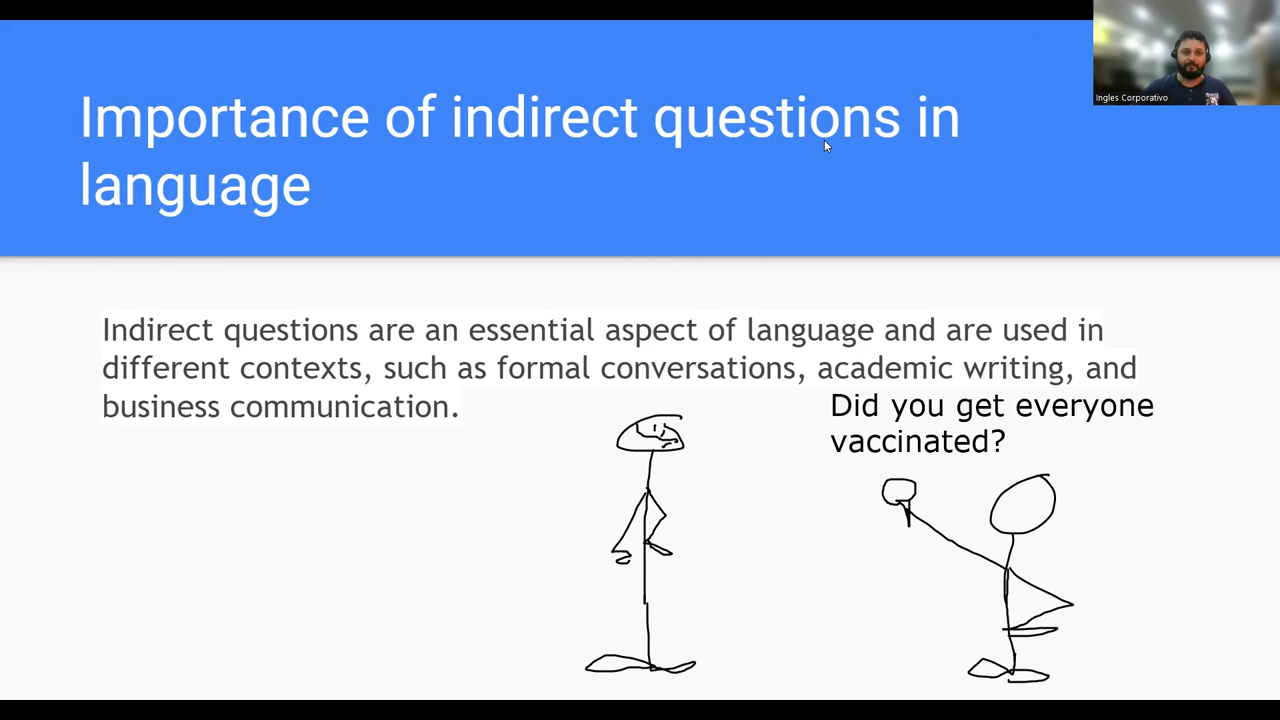 Importance of indirect questions in
language
Ingles Corporativo
Indirect questions are an essential aspect of language and are used in
different contexts, such as formal conversations, academic writing, and
business communication.
Did you get everyone
vaccinated?